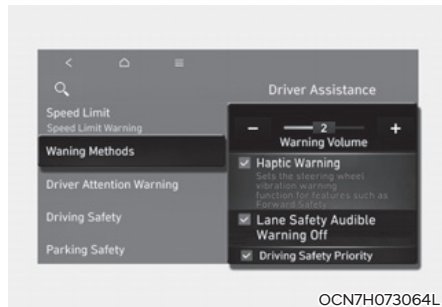 Driver Assistance
Speed Limit
Speed Limit Warning
Waning Methods
Driver Attention Warning
Driving Safety
Parking Safety
− 2 +
Warning Volume
Haptic Warning
Sets the steering wheel
vibration warning
function for features such as
Forward Safety
Lane Safety Audible
Warning Off
Driving Safety Priority
OCN7H073064L